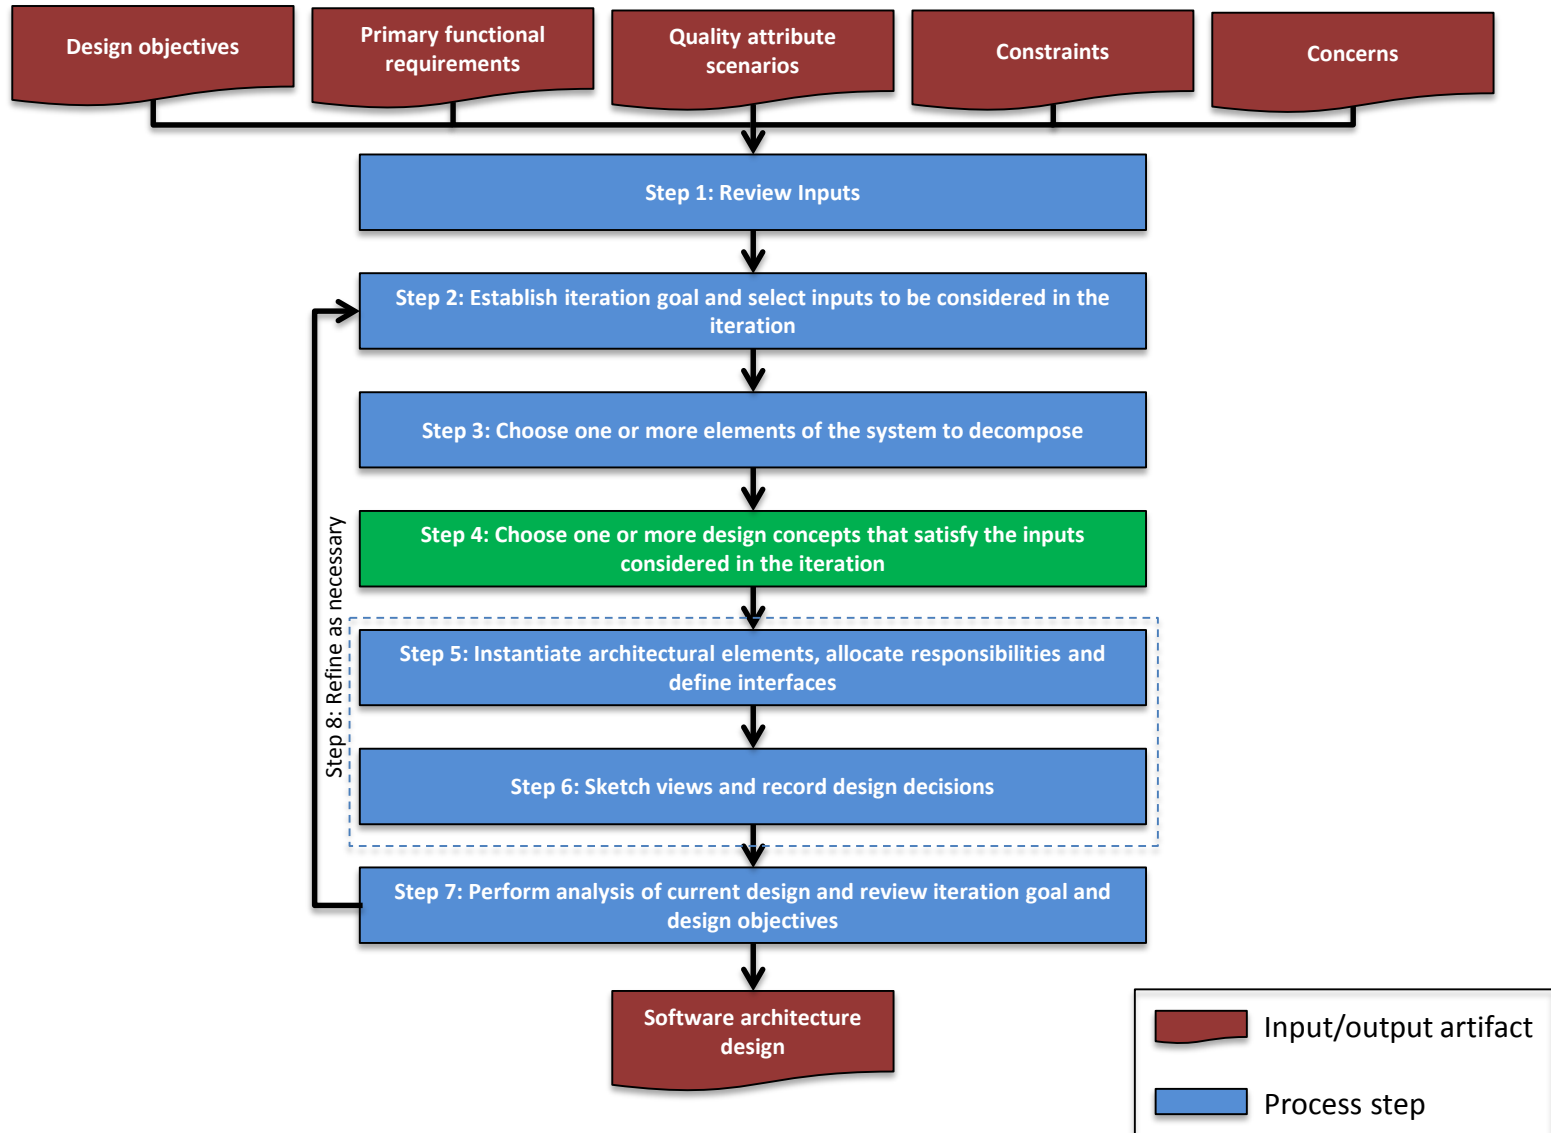 Design objectives
Primary functional
requirements
Quality attribute
scenarios
Constraints
Concerns
Step 1: Review Inputs
Step 2: Establish iteration goal and select inputs to be considered in the
iteration
Step 3: Choose one or more elements of the system to decompose
Step 4: Choose one or more design concepts that satisfy the inputs
considered in the iteration
Step 5: Instantiate architectural elements, allocate responsibilities and
define interfaces
Step 6: Sketch views and record design decisions
Step 7: Perform analysis of current design and review iteration goal and
design objectives
Step 8: Refine as necessary
Software architecture
design
Input/output artifact
Process step